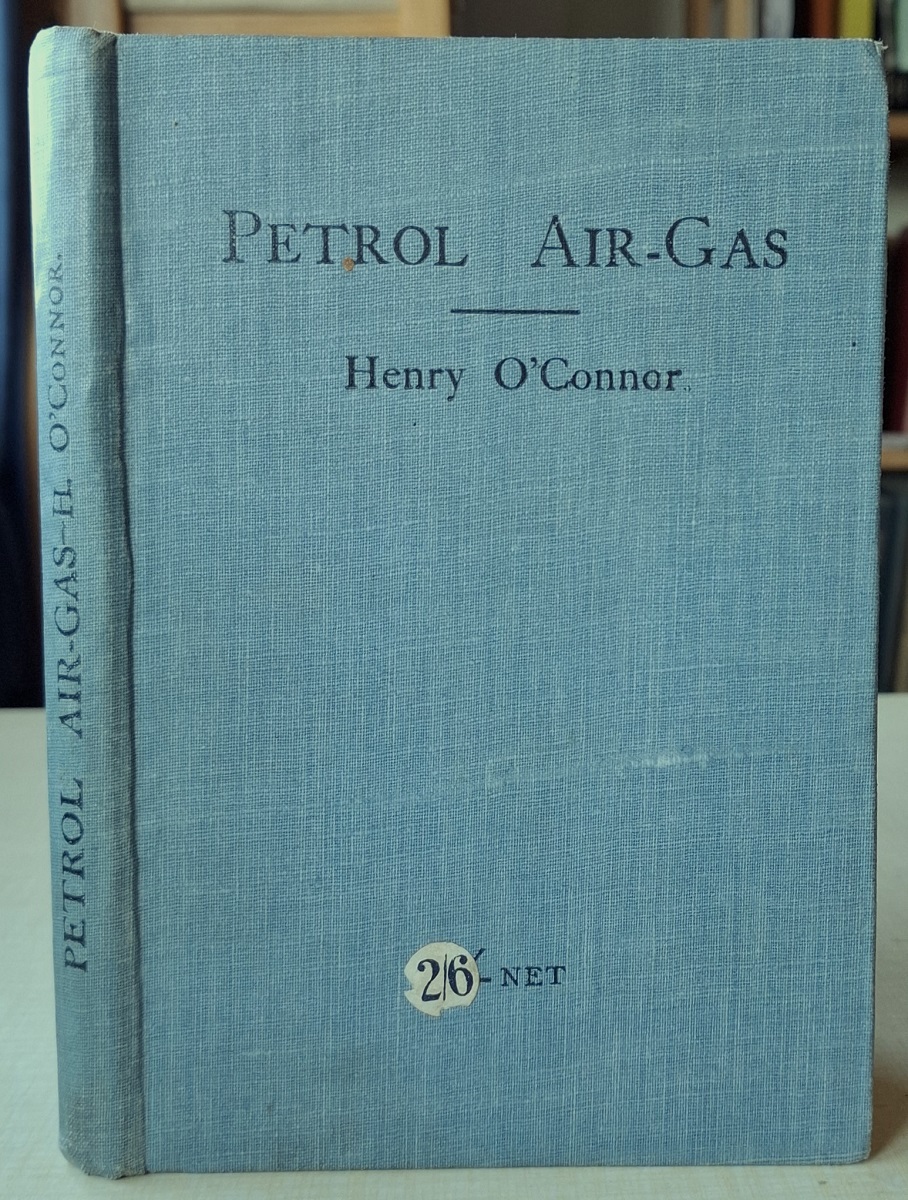 PETROL AIR-GAS
Henry O'Connor.
2/6
- NET
PETROL AIR-GAS—H. O'CONNOR.